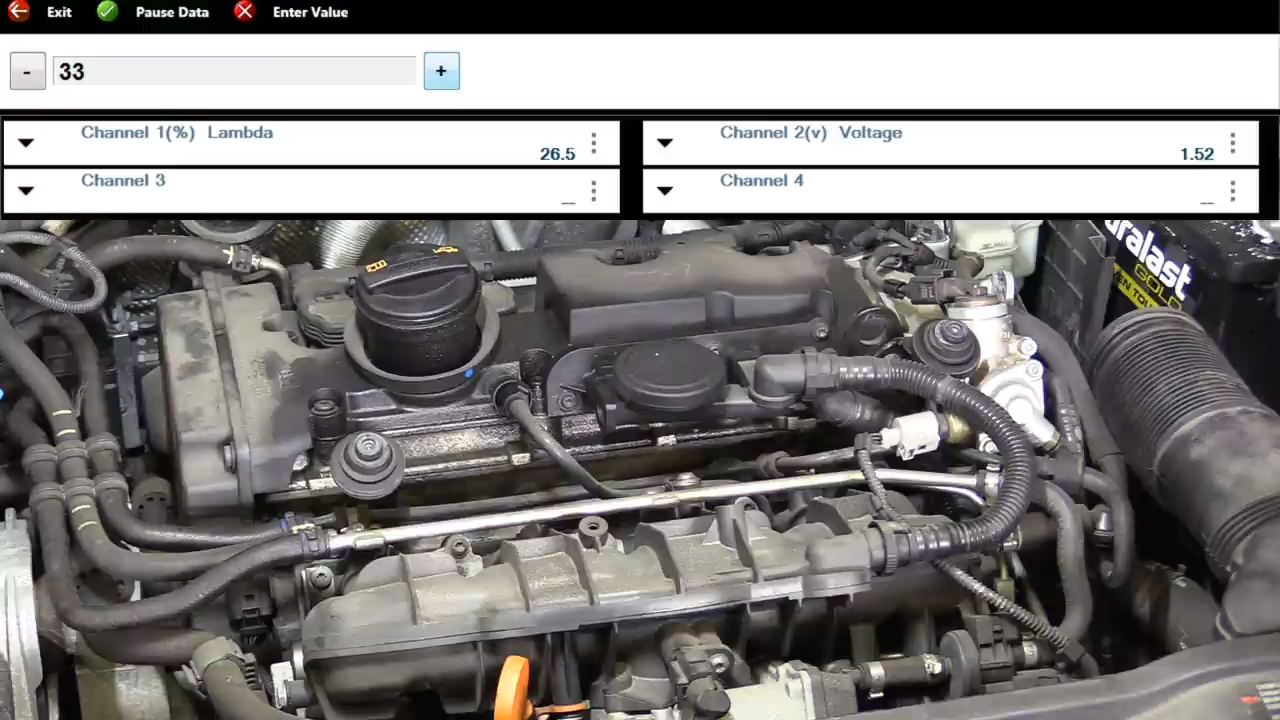 Exit Pause Data Enter Value
- 33 +
Channel 1(%) Lambda
26.5
Channel 2(v) Voltage
1.52
Channel 3
--
Channel 4
--
uralast
GOLD